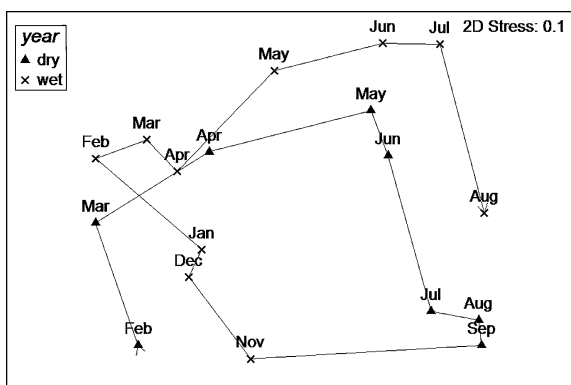 year
dry
wet
2D Stress: 0.1
Jun
Jul
May
May
Mar
Feb
Apr
Apr
Jun
Mar
Aug
Jan
Dec
Jul
Aug
Feb
Sep
Nov